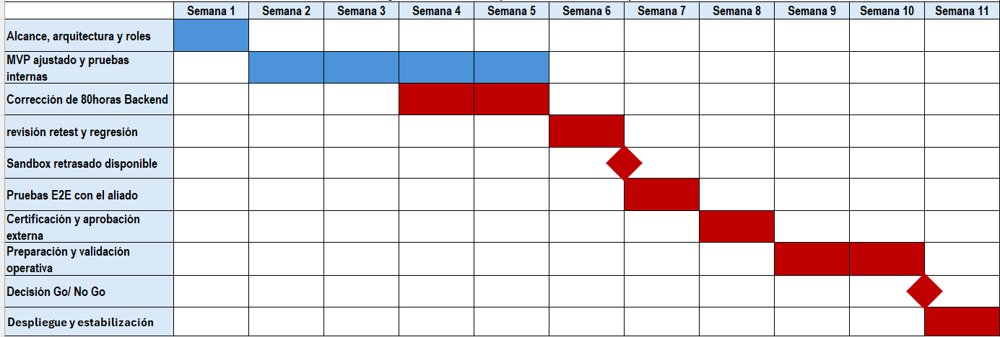 Semana 1 Semana 2 Semana 3 Semana 4 Semana 5 Semana 6 Semana 7 Semana 8 Semana 9 Semana 10 Semana 11
Alcance, arquitectura y roles
MVP ajustado y pruebas
internas
Corrección de 80horas Backend
revisión retest y regresión
Sandbox retrasado disponible
Pruebas E2E con el aliado
Certificación y aprobación
externa
Preparación y validación
operativa
Decisión Go/ No Go
Despliegue y estabilización